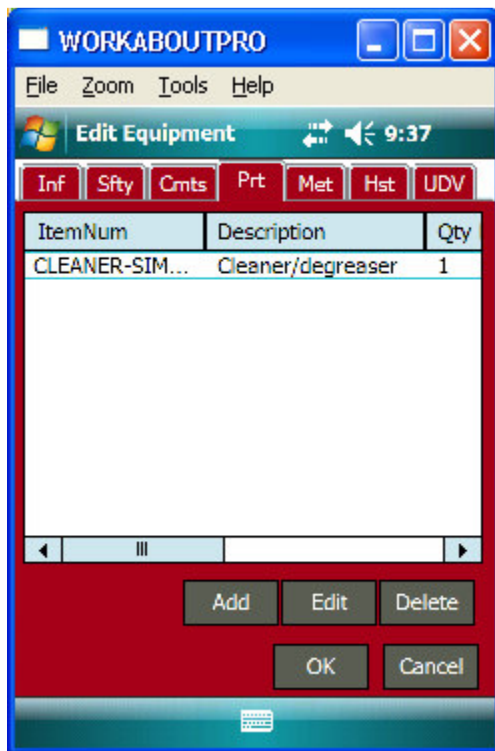 WORKABOUTPRO
File Zoom Tools Help
Edit Equipment 9:37
Inf Sfty Cmts Prt Met Hst UDV
ItemNum Description Qty
CLEANER-SIM... Cleaner/degreaser 1
Add Edit Delete
OK Cancel